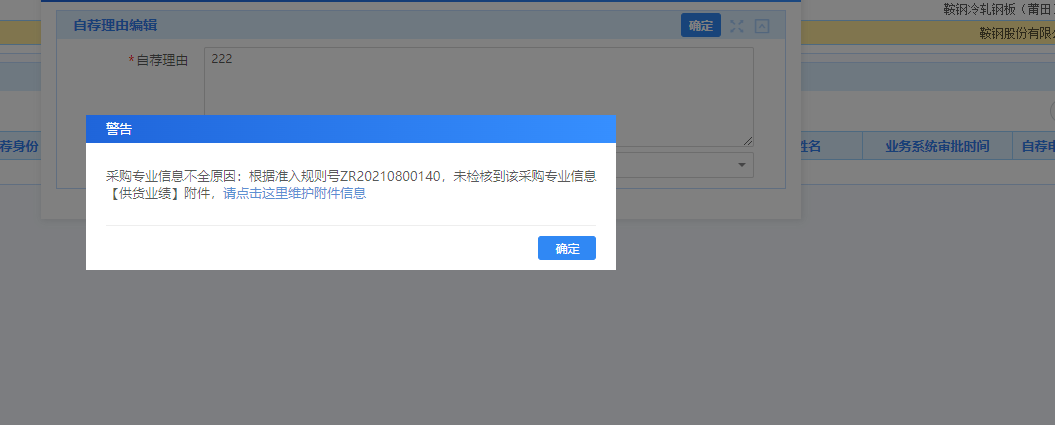 鞍钢冷轧钢板（莆田）
自荐理由编辑
确定
鞍钢股份有限公
*自荐理由
222
警告
荐身份
姓名
业务系统审批时间
自荐申
采购专业信息不全原因：根据准入规则号ZR20210800140，未检核到该采购专业信息
【供货业绩】附件，请点击这里维护附件信息
确定